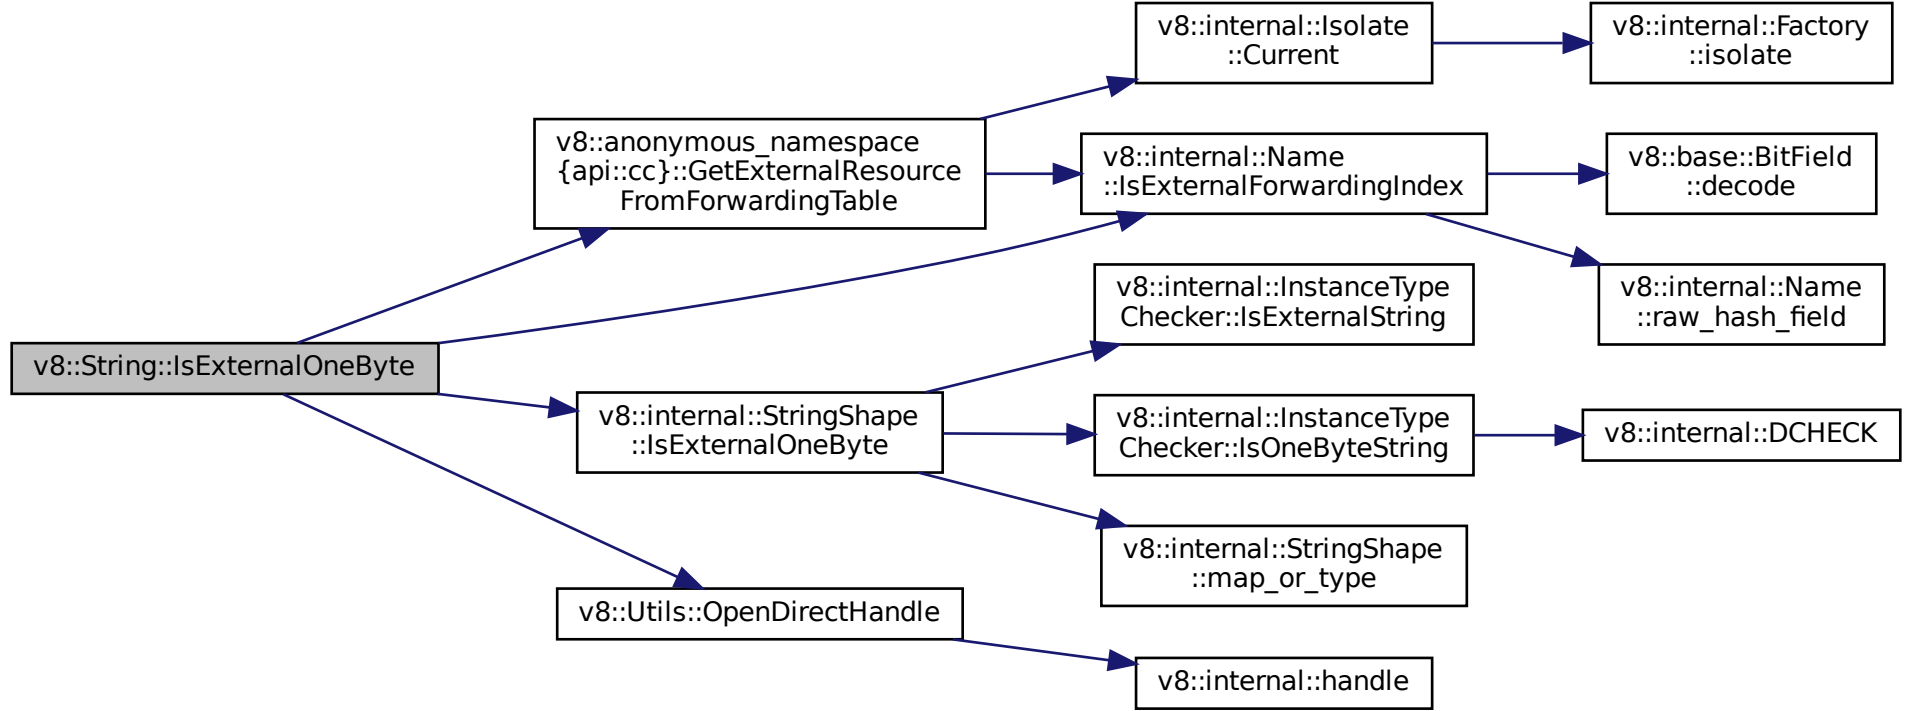 v8::String::IsExternalOneByte
v8::anonymous_namespace
{api::cc}::GetExternalResource
FromForwardingTable
v8::internal::Isolate
::Current
v8::internal::Factory
::isolate
v8::internal::Name
::IsExternalForwardingIndex
v8::base::BitField
::decode
v8::internal::Name
::raw_hash_field
v8::internal::StringShape
::IsExternalOneByte
v8::internal::InstanceType
Checker::IsExternalString
v8::internal::InstanceType
Checker::IsOneByteString
v8::internal::DCHECK
v8::internal::StringShape
::map_or_type
v8::Utils::OpenDirectHandle
v8::internal::handle